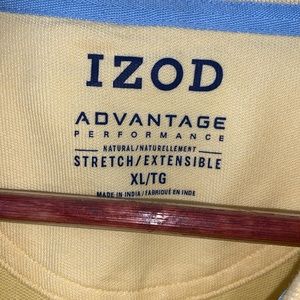 IZOD
ADVANTAGE
PERFORMANCE
NATURAL/NATURELLEMENT
STRETCH/EXTENSIBLE
XL/TG
MADE IN INDIA/FABRIQUÉ EN INDE